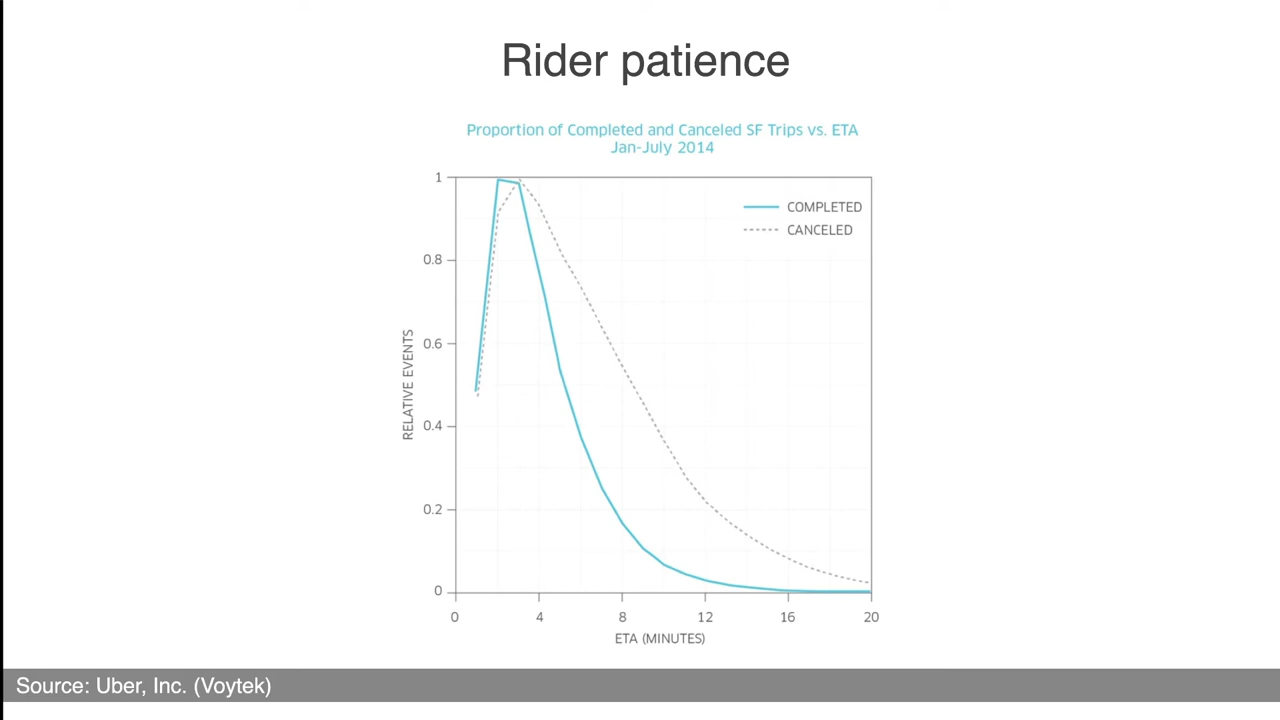 Rider patience
Proportion of Completed and Canceled SF Trips vs. ETA
Jan-July 2014
COMPLETED
CANCELED
RELATIVE EVENTS
1
0.8
0.6
0.4
0.2
0
0 4 8 12 16 20
ETA (MINUTES)
Source: Uber, Inc. (Voytek)